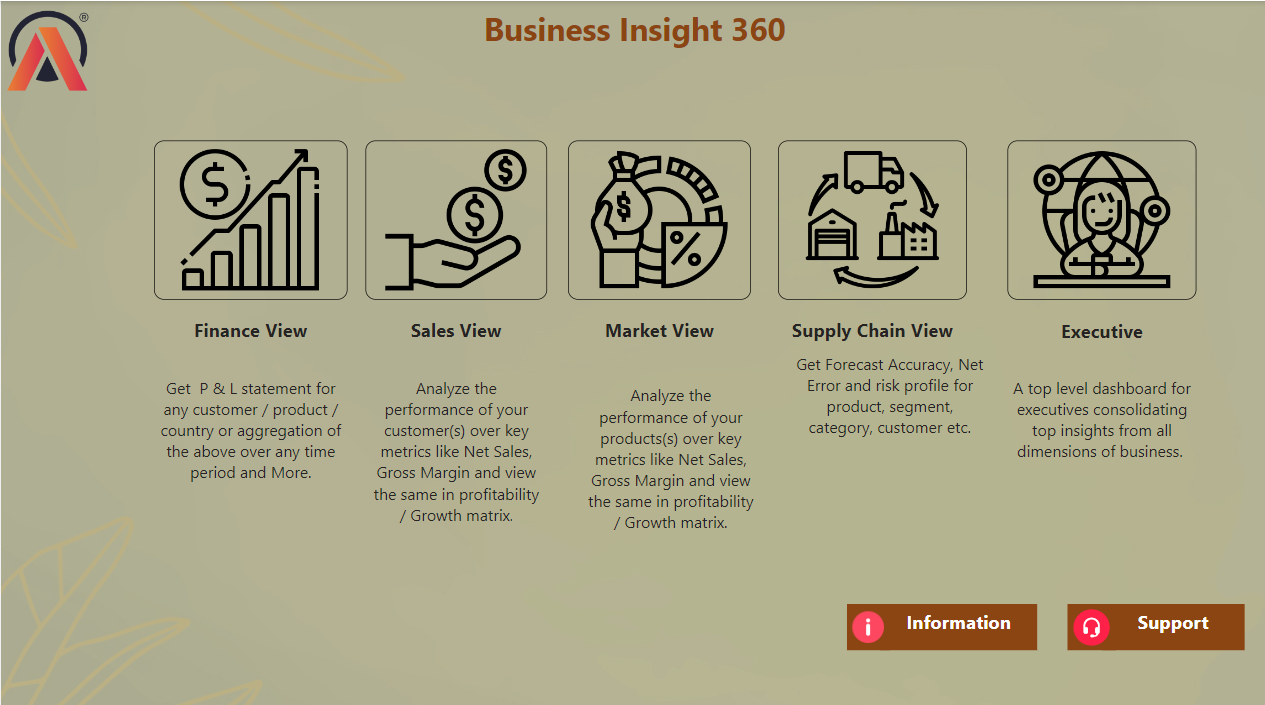 ®
Business Insight 360
$
$
$
$
%
Finance View
Get P & L statement for
any customer / product /
country or aggregation of
the above over any time
period and More.
Sales View
Analyze the
performance of your
customer(s) over key
metrics like Net Sales,
Gross Margin and view
the same in profitability
/ Growth matrix.
Market View
Analyze the
performance of your
products(s) over key
metrics like Net Sales,
Gross Margin and view
the same in profitability
/ Growth matrix.
Supply Chain View
Get Forecast Accuracy, Net
Error and risk profile for
product, segment,
category, customer etc.
Executive
A top level dashboard for
executives consolidating
top insights from all
dimensions of business.
i
Information
Support